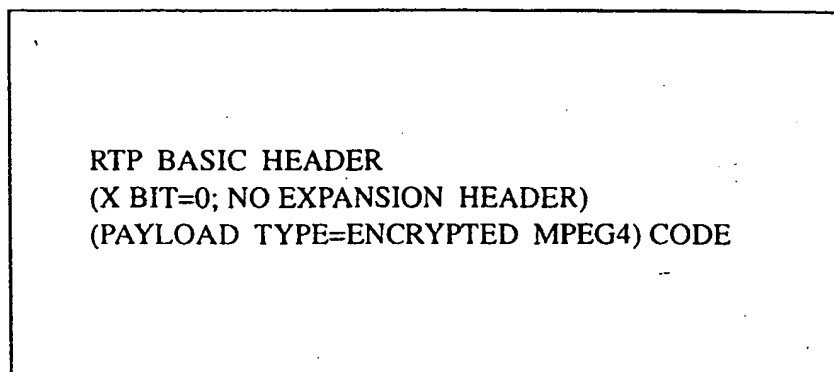 RTP BASIC HEADER
(X BIT=0; NO EXPANSION HEADER)
(PAYLOAD TYPE=ENCRYPTED MPEG4) CODE